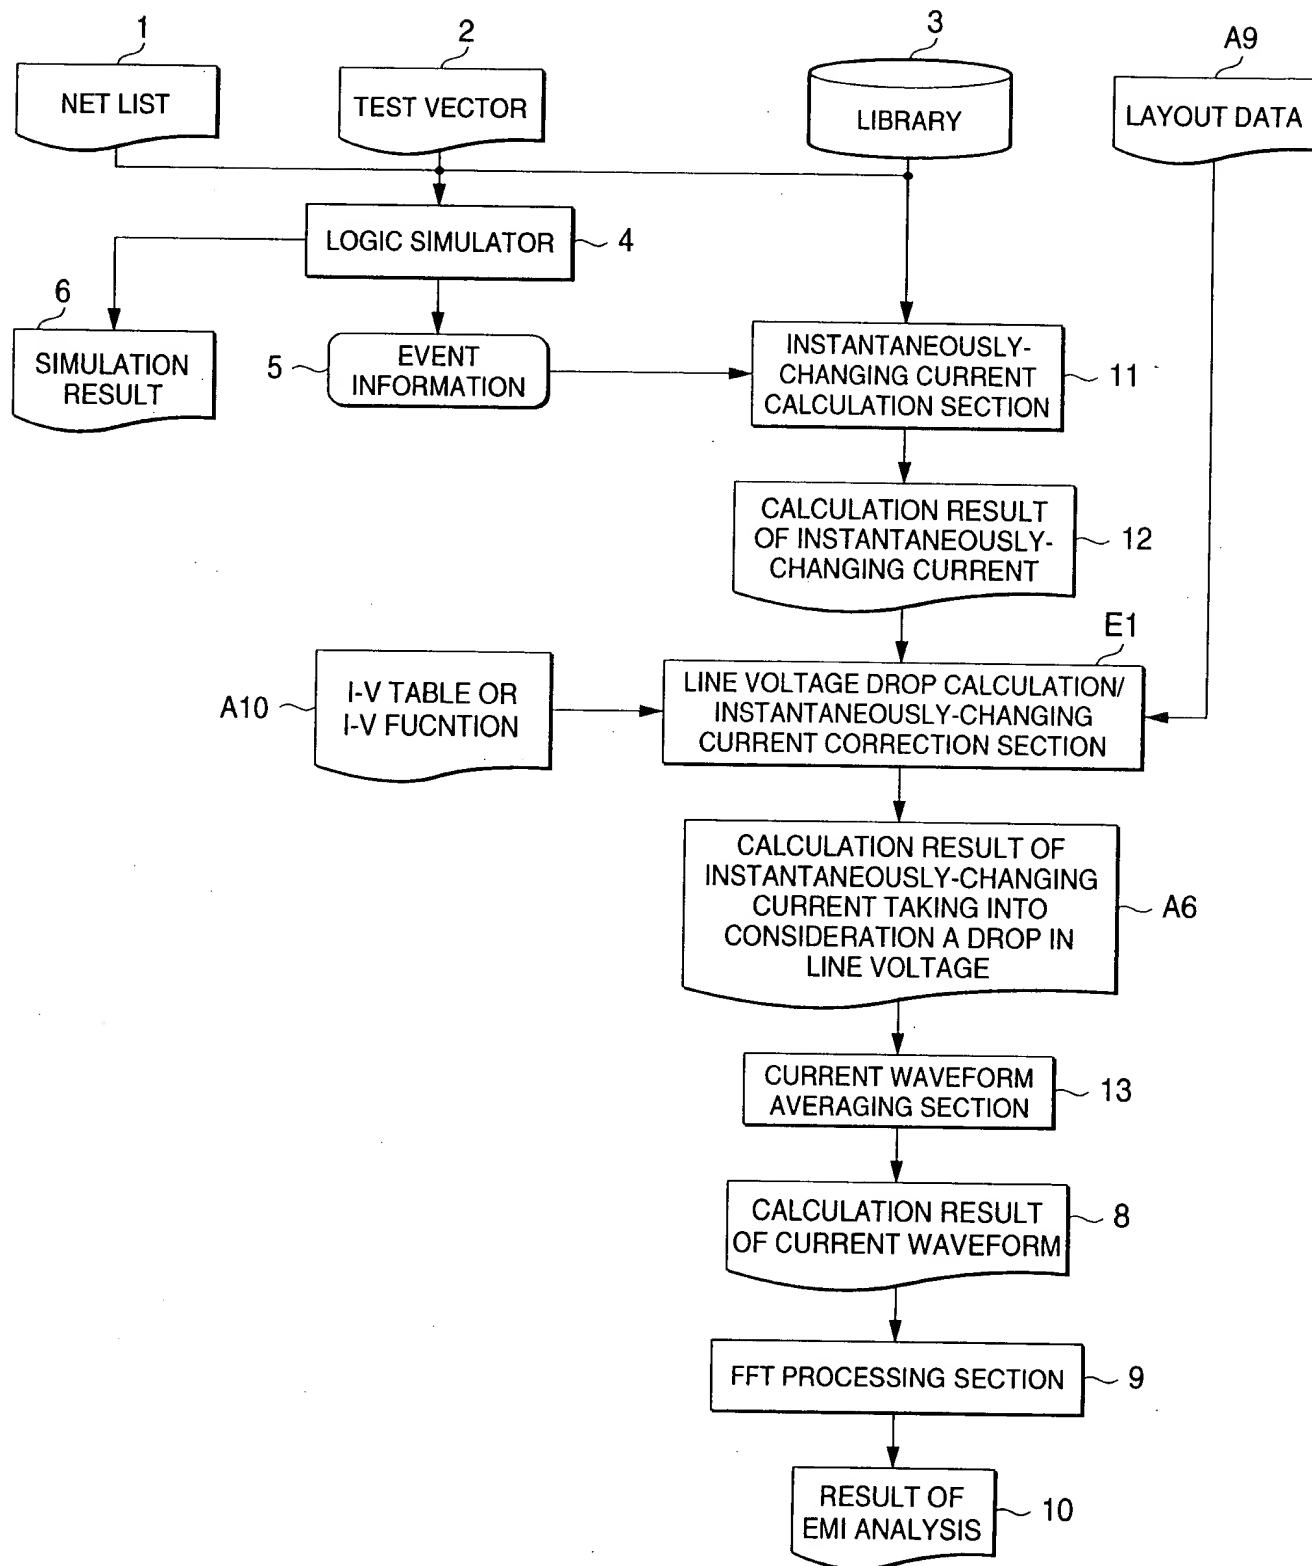 1
2
3
A9
NET LIST
TEST VECTOR
LIBRARY
LAYOUT DATA
LOGIC SIMULATOR
4
6
SIMULATION
RESULT
5
EVENT
INFORMATION
INSTANTANEOUSLY-
CHANGING CURRENT
CALCULATION SECTION
11
CALCULATION RESULT
OF INSTANTANEOUSLY-
CHANGING CURRENT
12
E1
A10
I-V TABLE OR
I-V FUCNTION
LINE VOLTAGE DROP CALCULATION/
INSTANTANEOUSLY-CHANGING
CURRENT CORRECTION SECTION
CALCULATION RESULT OF
INSTANTANEOUSLY-CHANGING
CURRENT TAKING INTO
CONSIDERATION A DROP IN
LINE VOLTAGE
A6
CURRENT WAVEFORM
AVERAGING SECTION
13
CALCULATION RESULT
OF CURRENT WAVEFORM
8
FFT PROCESSING SECTION
9
RESULT OF
EMI ANALYSIS
10